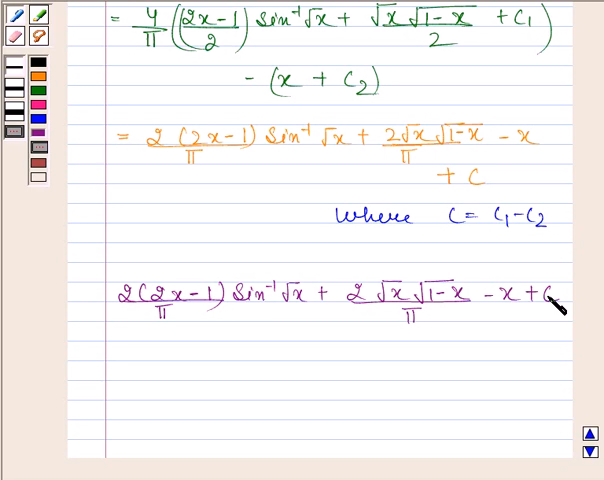 = 4/π ((2x-1)/2 Sin⁻¹√x + √x√1-x/2 + C₁)
- (x + C₂)
= 2(2x-1)/π Sin⁻¹√x + 2√x√1-x/π - x
+ C
where C = C₁-C₂
2(2x-1)/π Sin⁻¹√x + 2√x√1-x/π - x + C